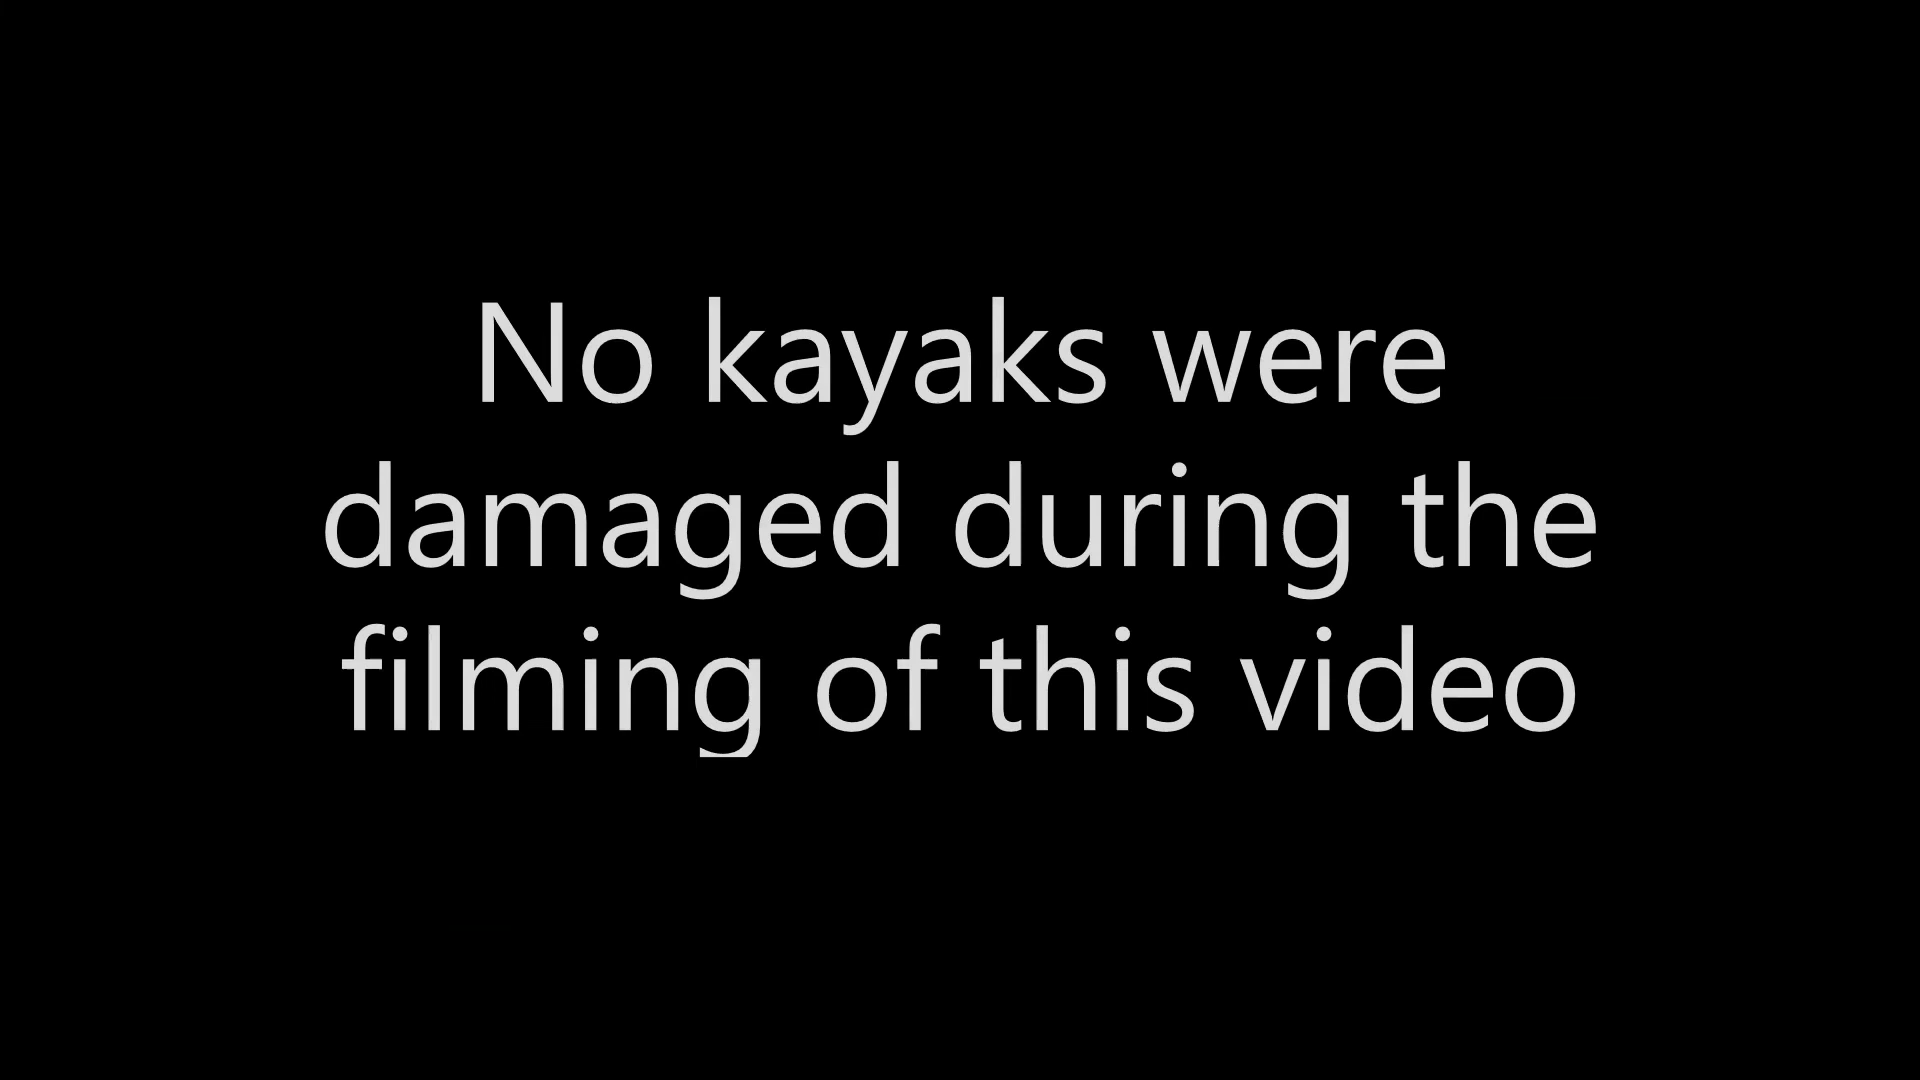 No kayaks were
damaged during the
filming of this video